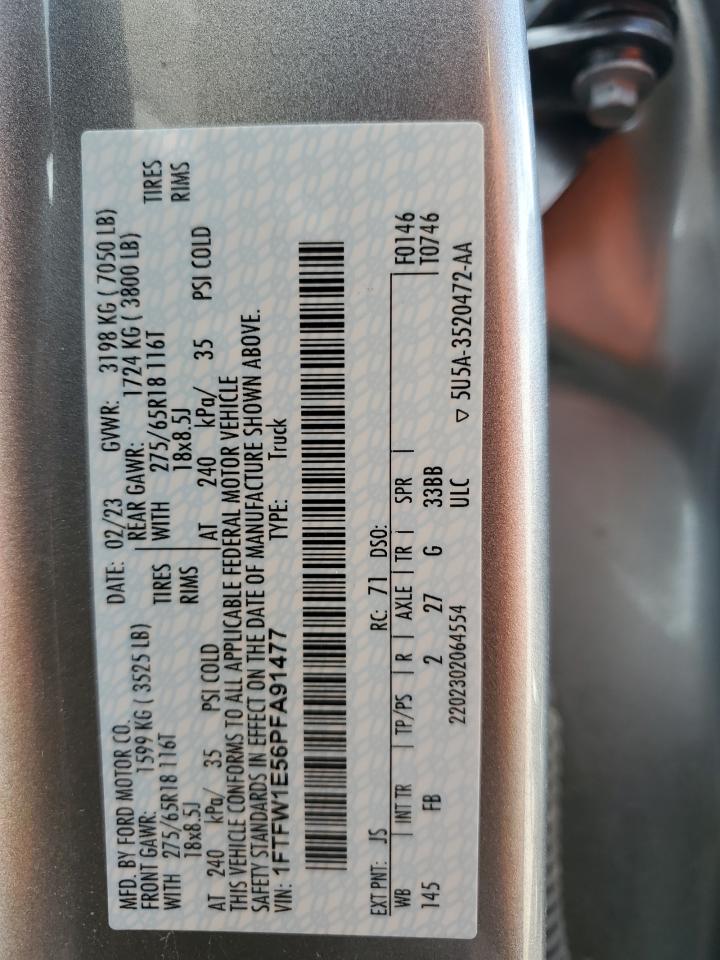 MFD. BY FORD MOTOR CO. DATE: 02/23 GVWR: 3198 KG ( 7050 LB)
FRONT GAWR: 1599 KG ( 3525 LB) REAR GAWR: 1724 KG ( 3800 LB)
WITH 275/65R18 116T TIRES WITH 275/65R18 116T TIRES
18x8.5J RIMS 18x8.5J RIMS
AT 240 kPa/ 35 PSI COLD AT 240 kPa/ 35 PSI COLD
THIS VEHICLE CONFORMS TO ALL APPLICABLE FEDERAL MOTOR VEHICLE
SAFETY STANDARDS IN EFFECT ON THE DATE OF MANUFACTURE SHOWN ABOVE.
VIN: 1FTFW1E56PFA91477 TYPE: Truck
EXT PNT: JS RC: 71 DSO: F0146
WB | INT TR | TP/PS | R | AXLE | TR | SPR | T0746
145 FB 2 27 G 33BB
2202302064554 ULC ▽ 5U5A-3520472-AA